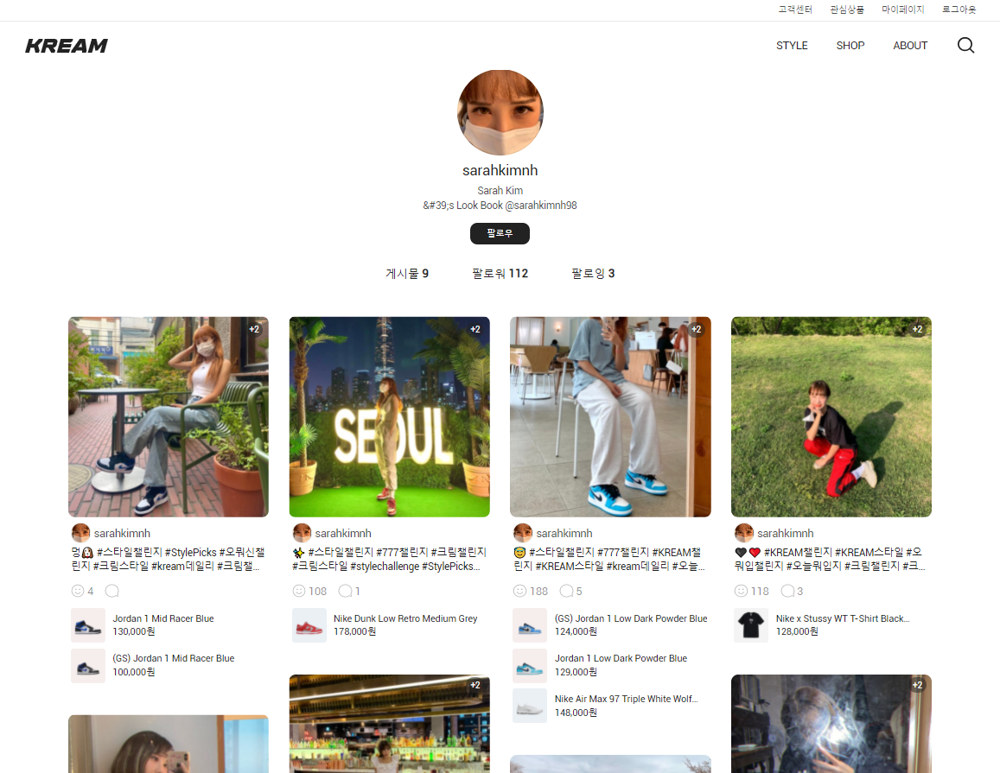 고객센터 관심상품 마이페이지 로그아웃
KREAM STYLE SHOP ABOUT
sarahkimnh
Sarah Kim
&#39;s Look Book @sarahkimnh98
팔로우
게시물 9 팔로워 112 팔로잉 3
+2 +2 +2 +2
SEOUL
sarahkimnh
멍 #스타일챌린지 #StylePicks #오뭐신챌
린지 #크림스타일 #kream데일리 #크림챌...
4
Jordan 1 Mid Racer Blue
130,000원
(GS) Jordan 1 Mid Racer Blue
100,000원
sarahkimnh
#스타일챌린지 #777챌린지 #크림챌린지
#크림스타일 #stylechallenge #StylePicks...
108 1
Nike Dunk Low Retro Medium Grey
178,000원
sarahkimnh
#스타일챌린지 #777챌린지 #KREAM챌
린지 #KREAM스타일 #kream데일리 #오늘...
188 5
(GS) Jordan 1 Low Dark Powder Blue
124,000원
Jordan 1 Low Dark Powder Blue
129,000원
Nike Air Max 97 Triple White Wolf...
148,000원
sarahkimnh
🖤❤️ #KREAM챌린지 #KREAM스타일 #오
뭐입챌린지 #오늘뭐입지 #크림챌린지 #크...
118 3
Nike x Stussy WT T-Shirt Black...
128,000원
+2 +2